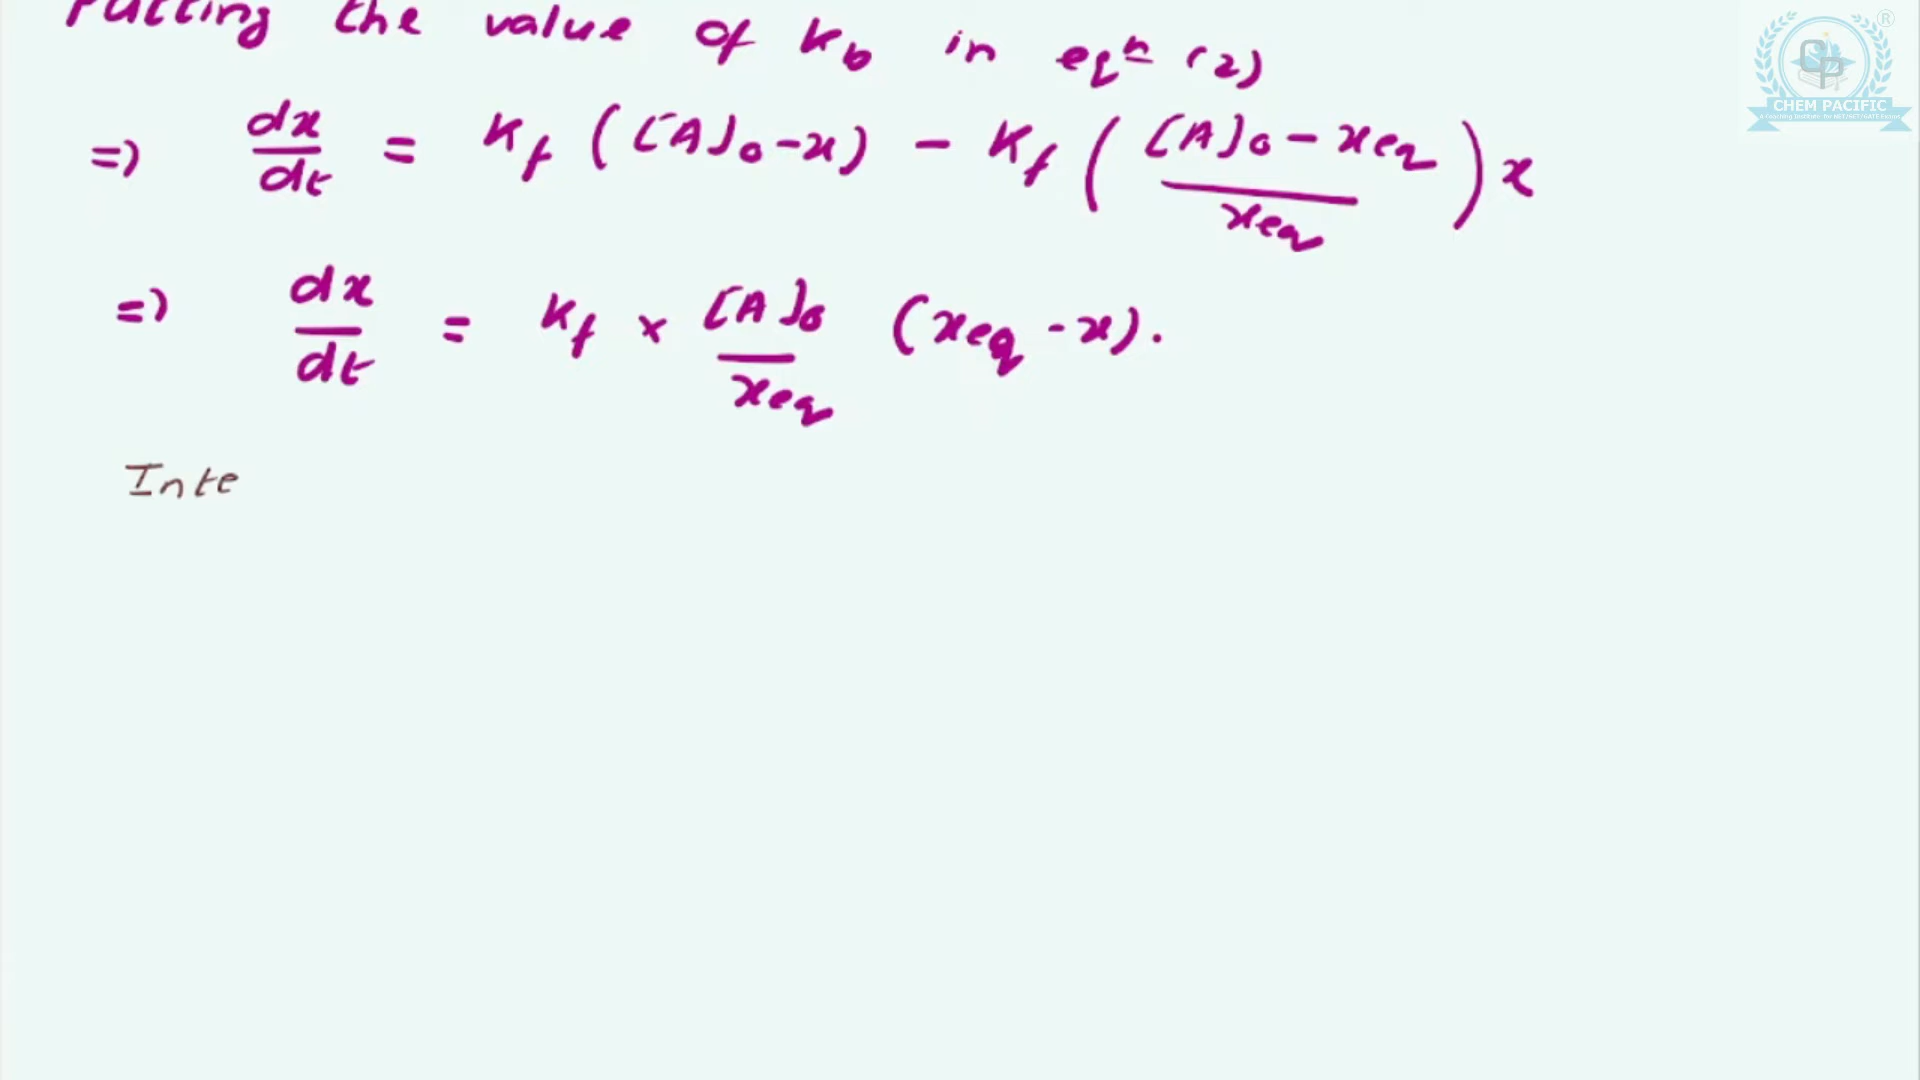 Putting the value of Kb in eqⁿ (2)
=> dx/dt = Kf ([A]₀-x) - Kf ([A]₀ - xeq / xeq) x
=> dx/dt = Kf × [A]₀/xeq (xeq - x).
Inte
®
CP
CHEM PACIFIC